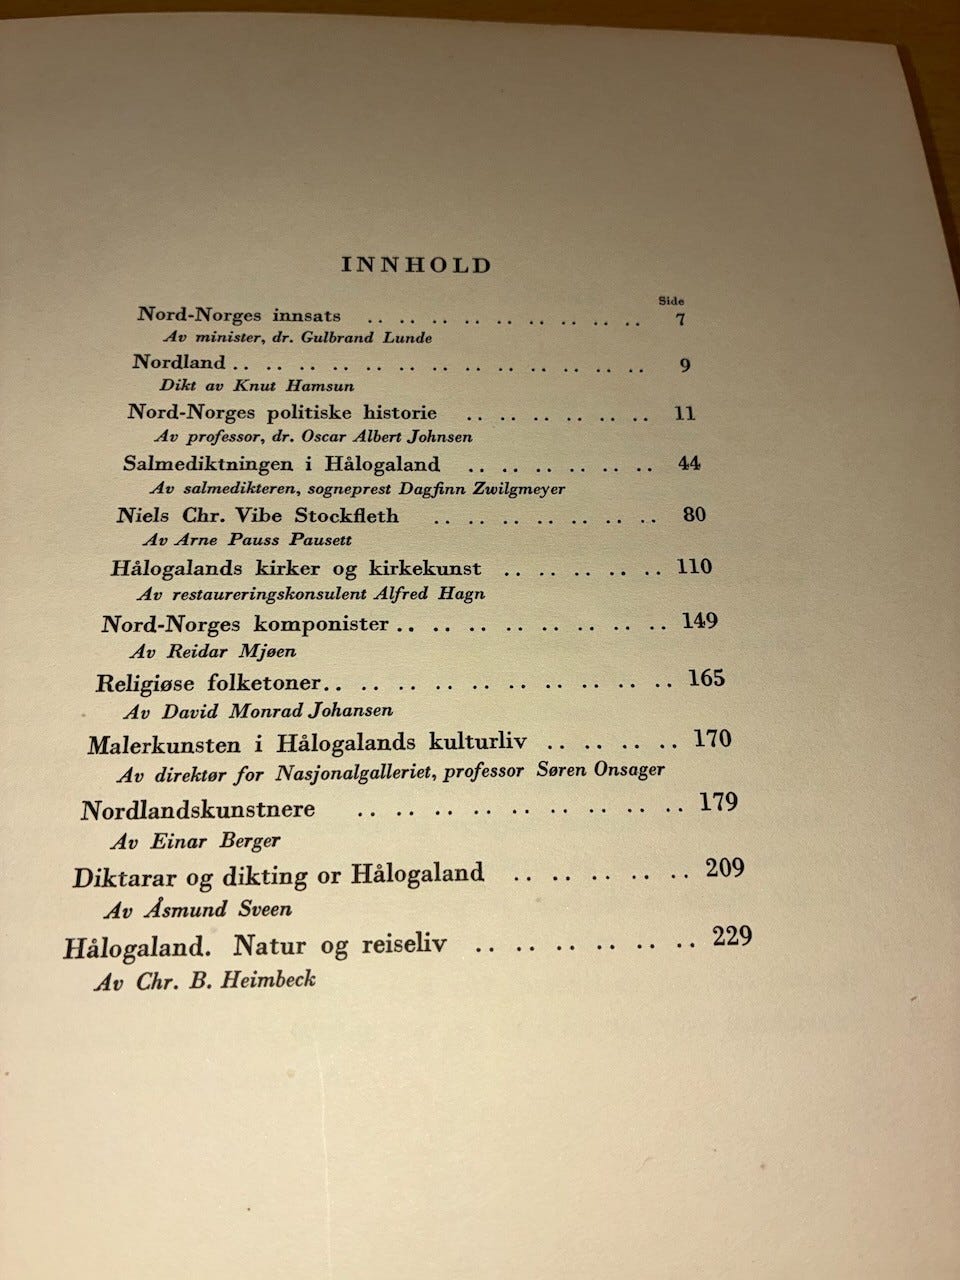 INNHOLD
Side
Nord-Norges innsats .. .. .. .. .. .. .. .. 7
Av minister, dr. Gulbrand Lunde
Nordland .. .. .. .. .. .. .. .. .. .. .. .. 9
Dikt av Knut Hamsun
Nord-Norges politiske historie .. .. .. .. .. .. 11
Av professor, dr. Oscar Albert Johnsen
Salmediktningen i Hålogaland .. .. .. .. .. .. 44
Av salmedikteren, sogneprest Dagfinn Zwilgmeyer
Niels Chr. Vibe Stockfleth .. .. .. .. .. .. .. 80
Av Arne Pauss Pausett
Hålogalands kirker og kirkekunst .. .. .. .. .. 110
Av restaureringskonsulent Alfred Hagn
Nord-Norges komponister .. .. .. .. .. .. .. .. 149
Av Reidar Mjøen
Religiøse folketoner .. .. .. .. .. .. .. .. .. .. 165
Av David Monrad Johansen
Malerkunsten i Hålogalands kulturliv .. .. .. .. 170
Av direktør for Nasjonalgalleriet, professor Søren Onsager
Nordlandskunstnere .. .. .. .. .. .. .. .. .. 179
Av Einar Berger
Diktarar og dikting or Hålogaland .. .. .. .. .. 209
Av Åsmund Sveen
Hålogaland. Natur og reiseliv .. .. .. .. .. .. 229
Av Chr. B. Heimbeck